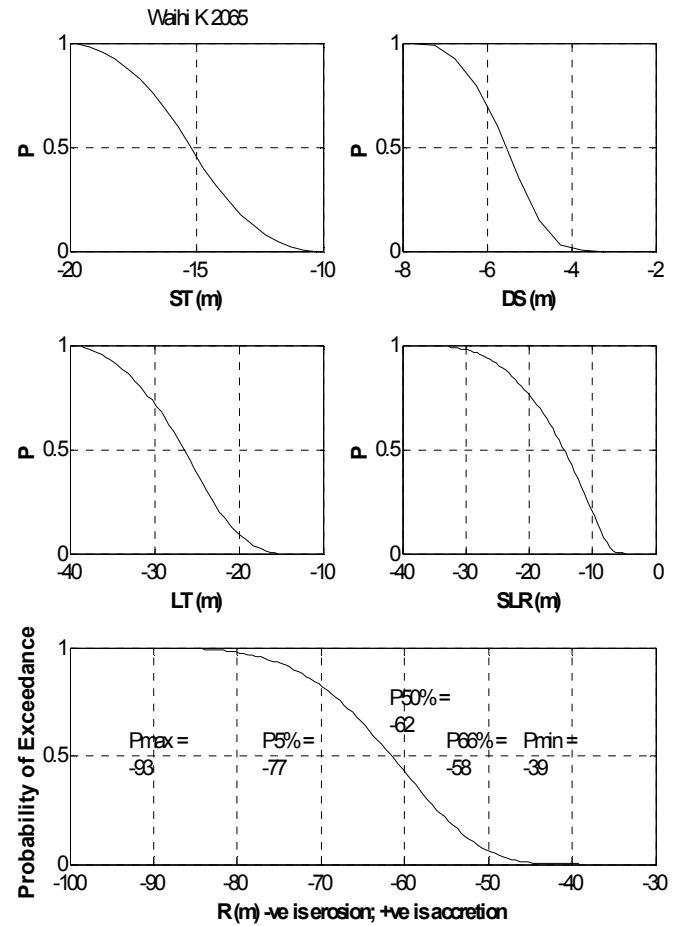 Waihi K 2065
1
P 0.5
0
-20 -15 -10
ST (m)
1
P 0.5
0
-8 -6 -4 -2
DS (m)
1
P 0.5
0
-40 -30 -20 -10
LT (m)
1
P 0.5
0
-40 -30 -20 -10 0
SLR (m)
Probability of Exceedance
1
0.5
0
Pmax =
-93
P5% =
-77
P50% =
-62
P66% =
-58
Pmin =
-39
-100 -90 -80 -70 -60 -50 -40 -30
R (m) -ve is erosion; +ve is accretion